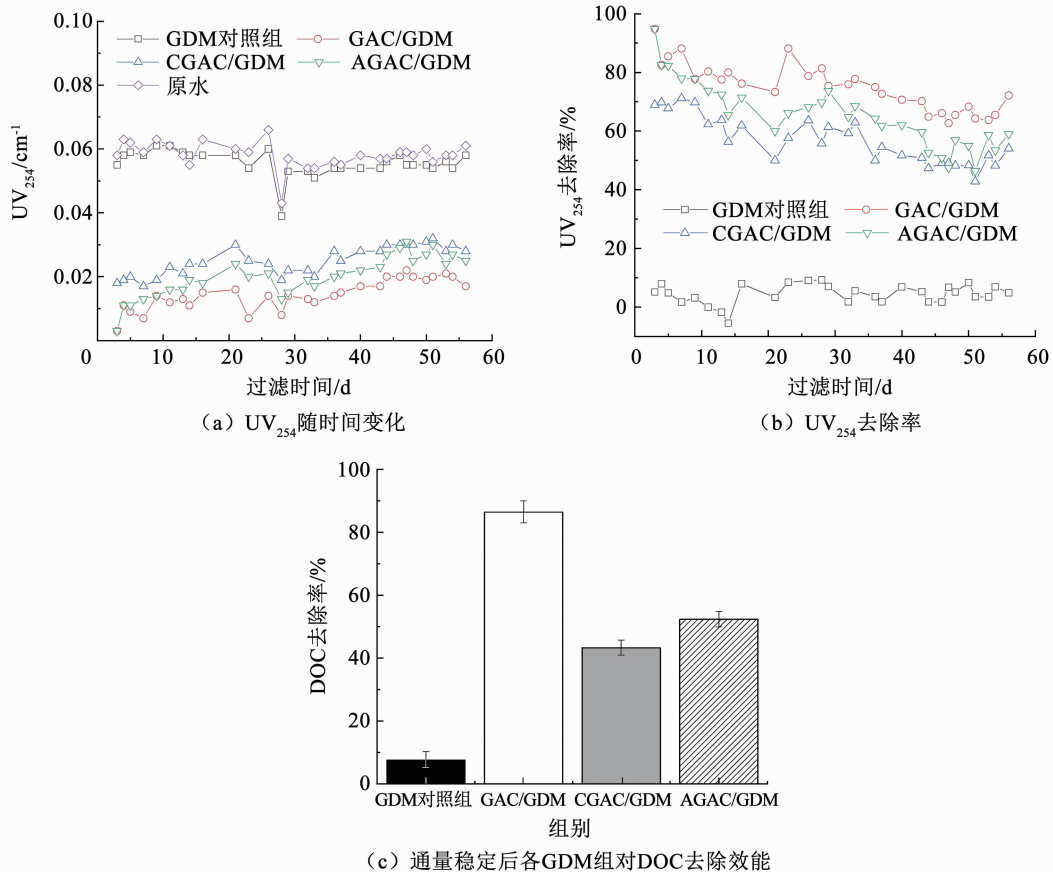 0.10
0.08
0.06
0.04
0.02
0 10 20 30 40 50 60
UV254/cm-1
GDM对照组 GAC/GDM
CGAC/GDM AGAC/GDM
原水
过滤时间/d
（a）UV254随时间变化
100
80
60
40
20
0
0 10 20 30 40 50 60
UV254去除率/%
GDM对照组 GAC/GDM
CGAC/GDM AGAC/GDM
过滤时间/d
（b）UV254去除率
100
80
60
40
20
0
DOC去除率/%
GDM对照组 GAC/GDM CGAC/GDM AGAC/GDM
组别
（c）通量稳定后各GDM组对DOC去除效能